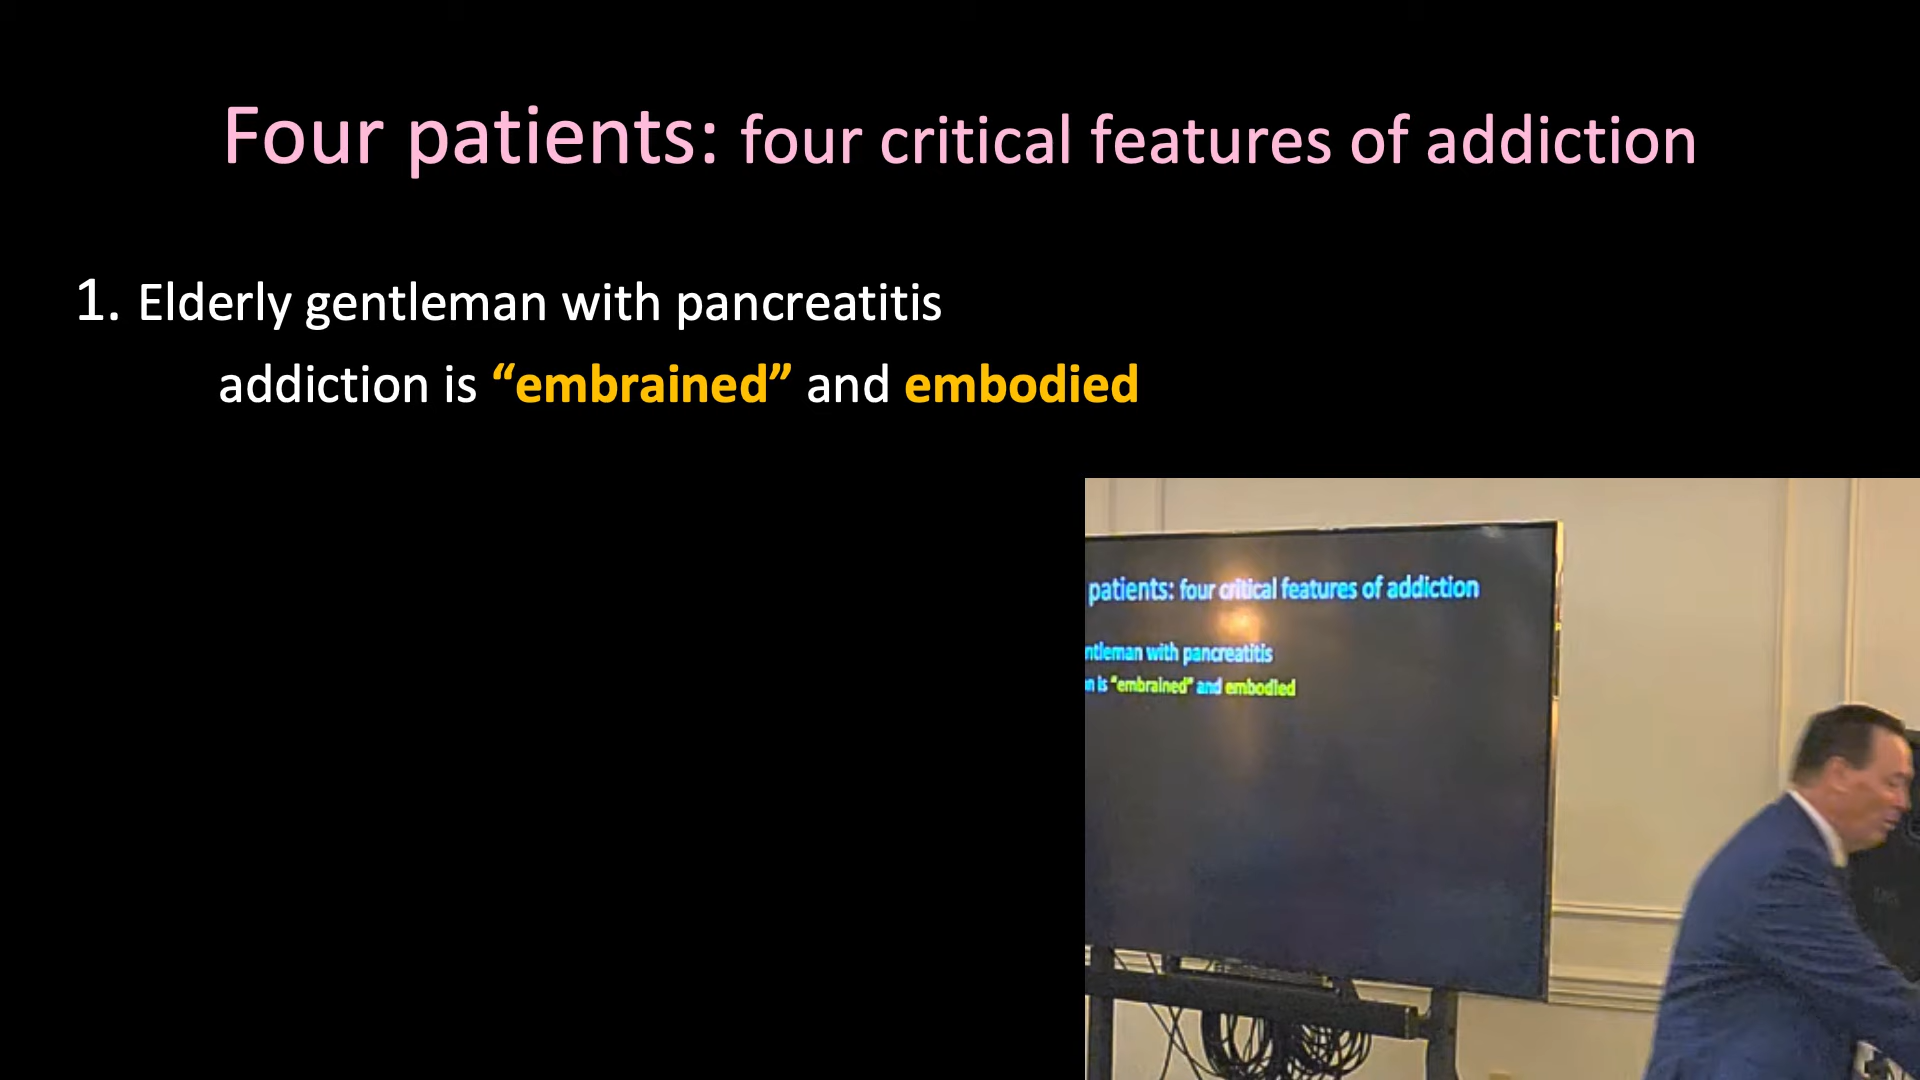 Four patients: four critical features of addiction
1. Elderly gentleman with pancreatitis
addiction is “embrained” and embodied
patients: four critical features of addiction
ntleman with pancreatitis
n is “embrained” and embodied